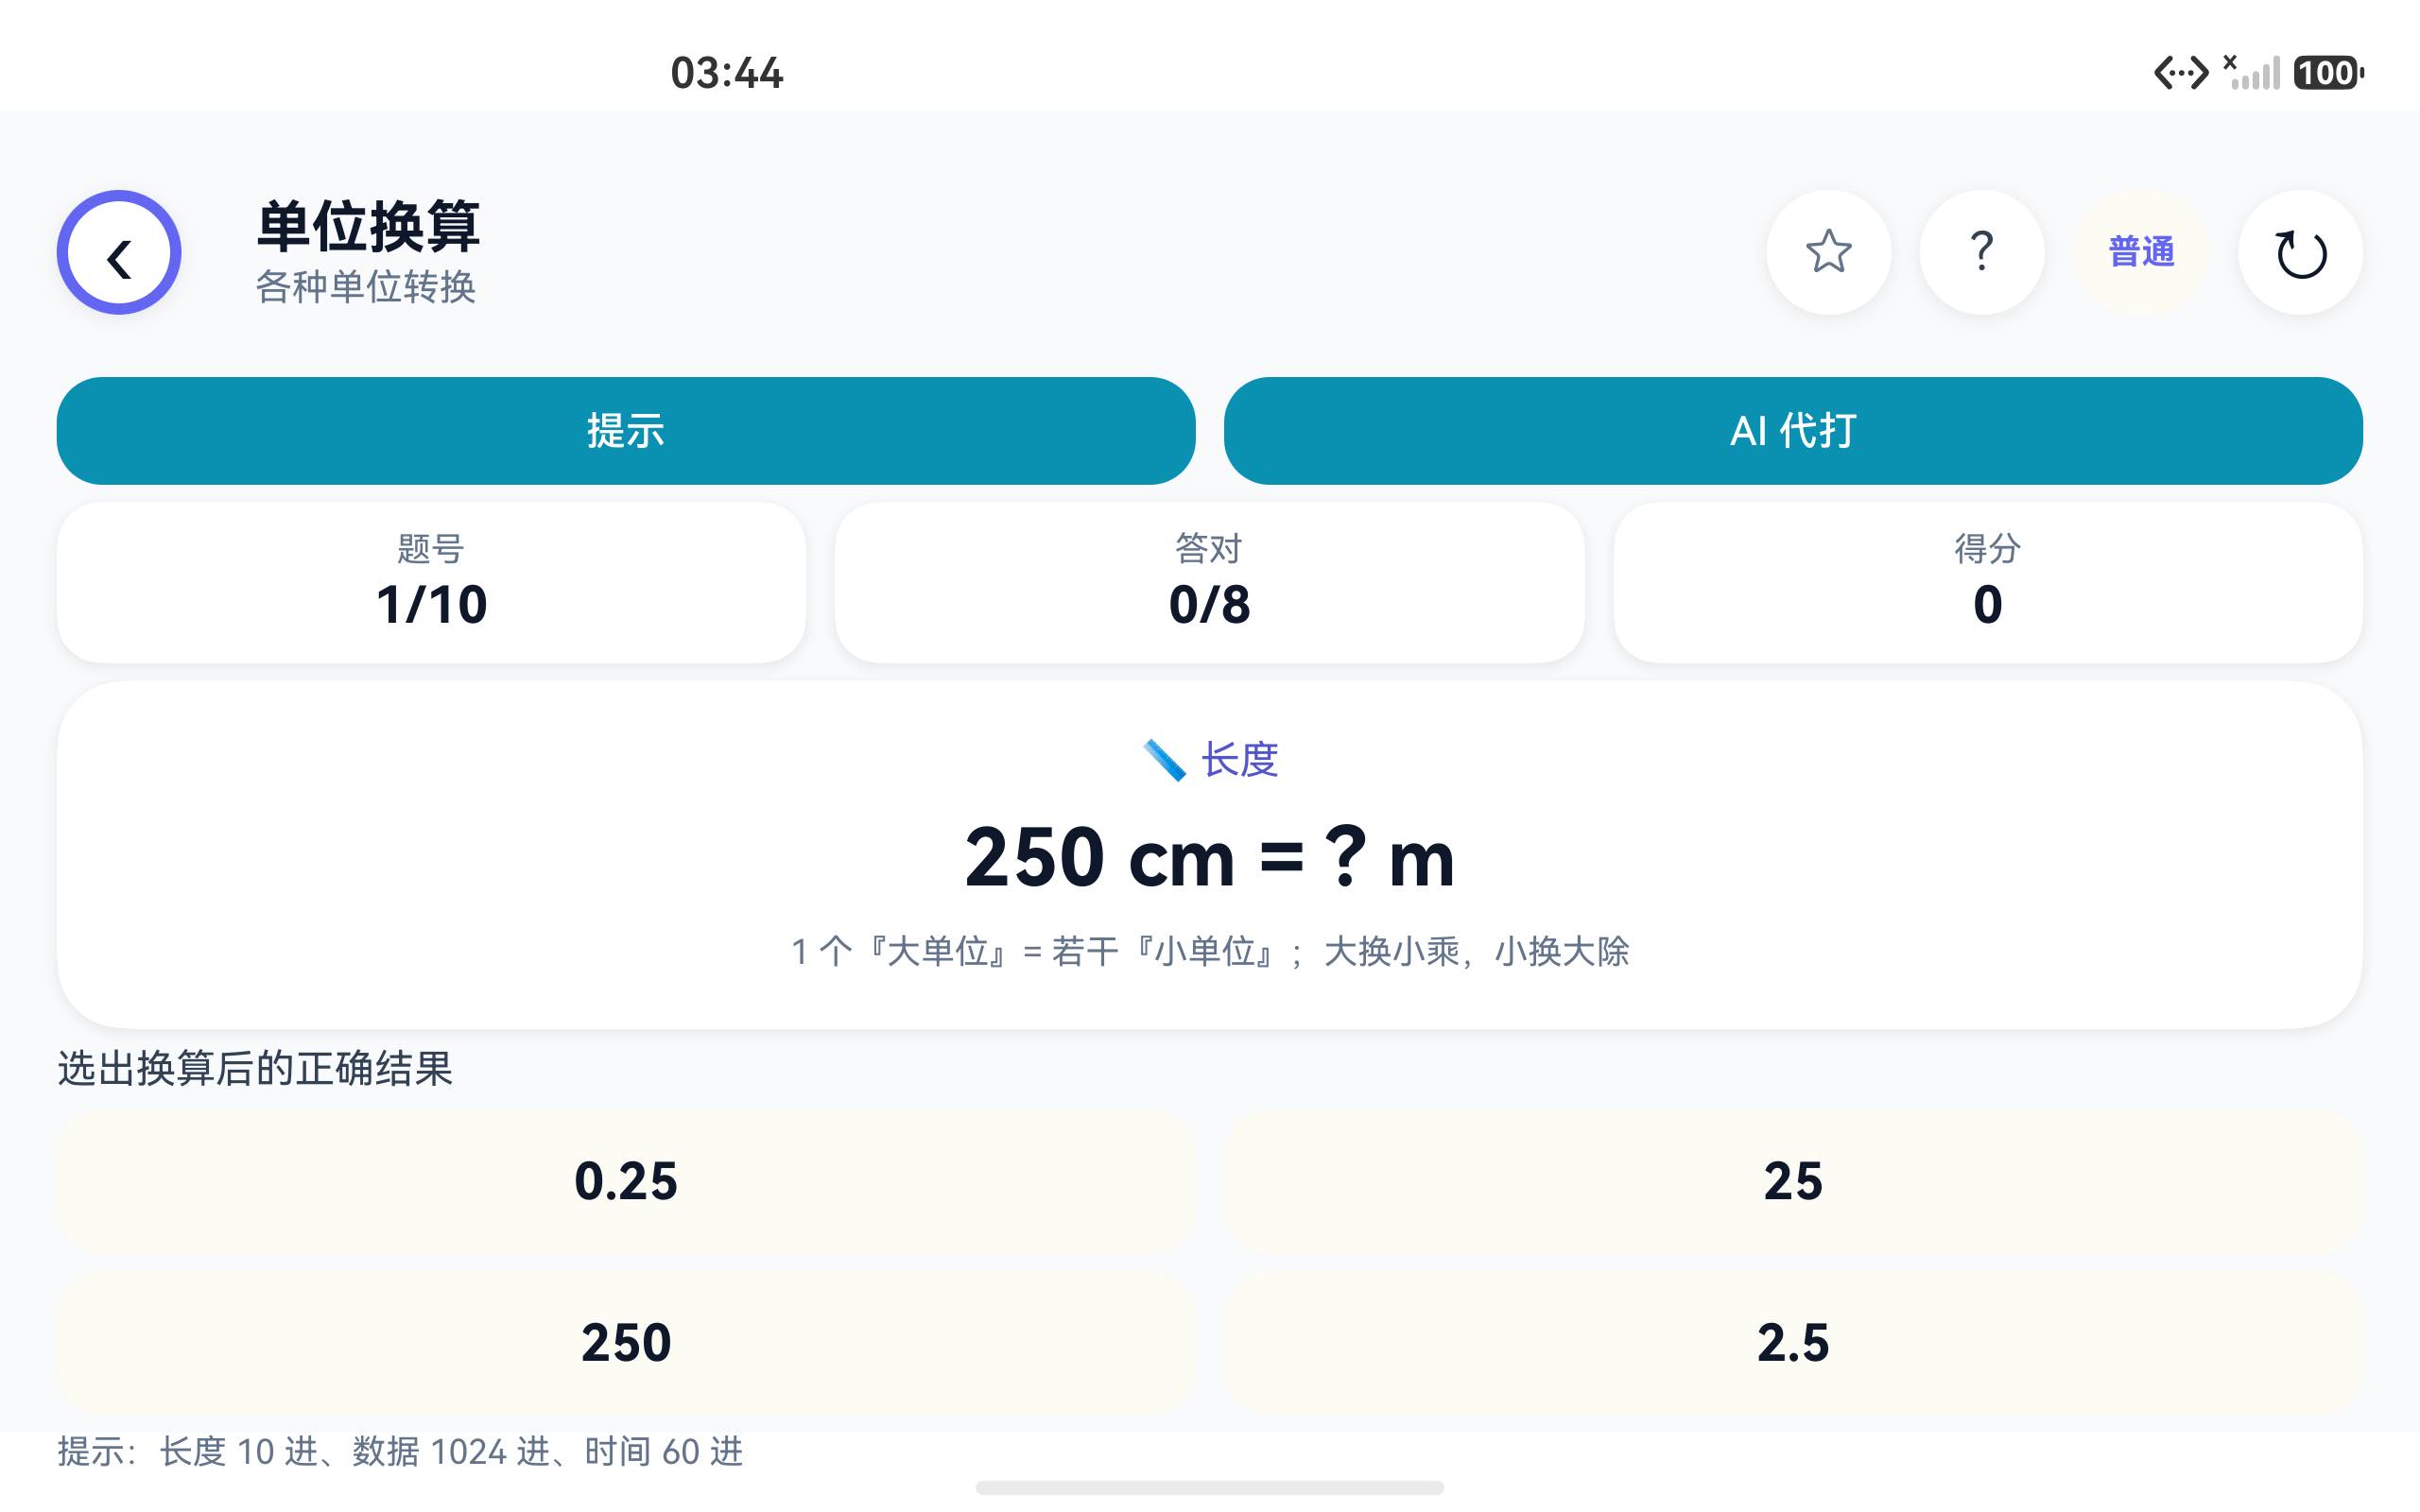 03:44
100
单位换算
各种单位转换
?
普通
提示
AI 代打
题号
1/10
答对
0/8
得分
0
长度
250 cm = ? m
1 个『大单位』= 若干『小单位』；大换小乘，小换大除
选出换算后的正确结果
0.25
25
250
2.5
提示：长度 10 进、数据 1024 进、时间 60 进